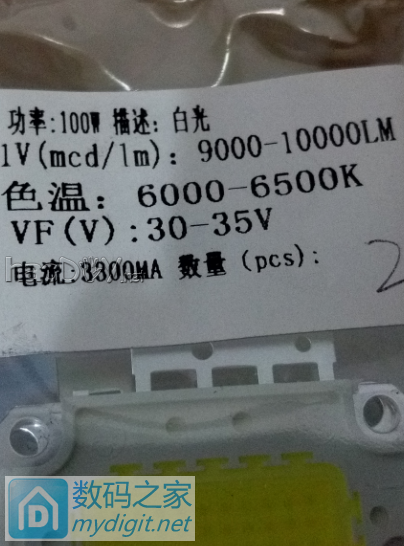 功率:100W 描述: 白光
lV(mcd/lm): 9000-10000LM
色温: 6000-6500K
VF(V):30-35V
电流:3300MA 数量 (pcs):
2
数码之家
mydigit.net